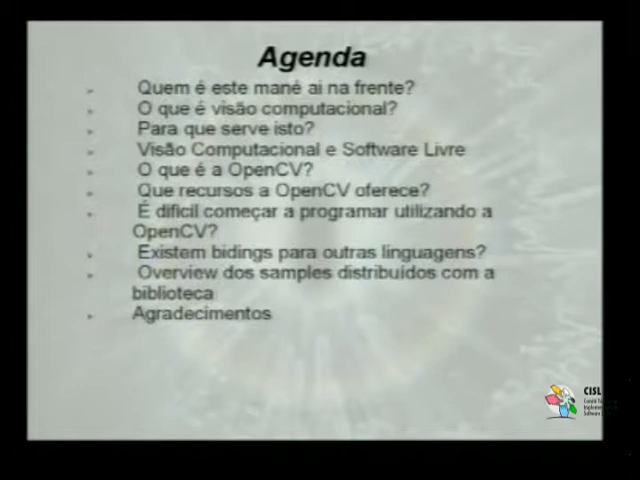 Agenda
Quem é este mané ai na frente?
O que é visão computacional?
Para que serve isto?
Visão Computacional e Software Livre
O que é a OpenCV?
Que recursos a OpenCV oferece?
É dificil começar a programar utilizando a
OpenCV?
Existem bidings para outras linguagens?
Overview dos samples distribuídos com a
biblioteca
Agradecimentos
CISL